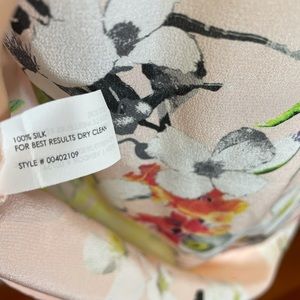 100% SILK
FOR BEST RESULTS DRY CLEAN
STYLE # 00402109